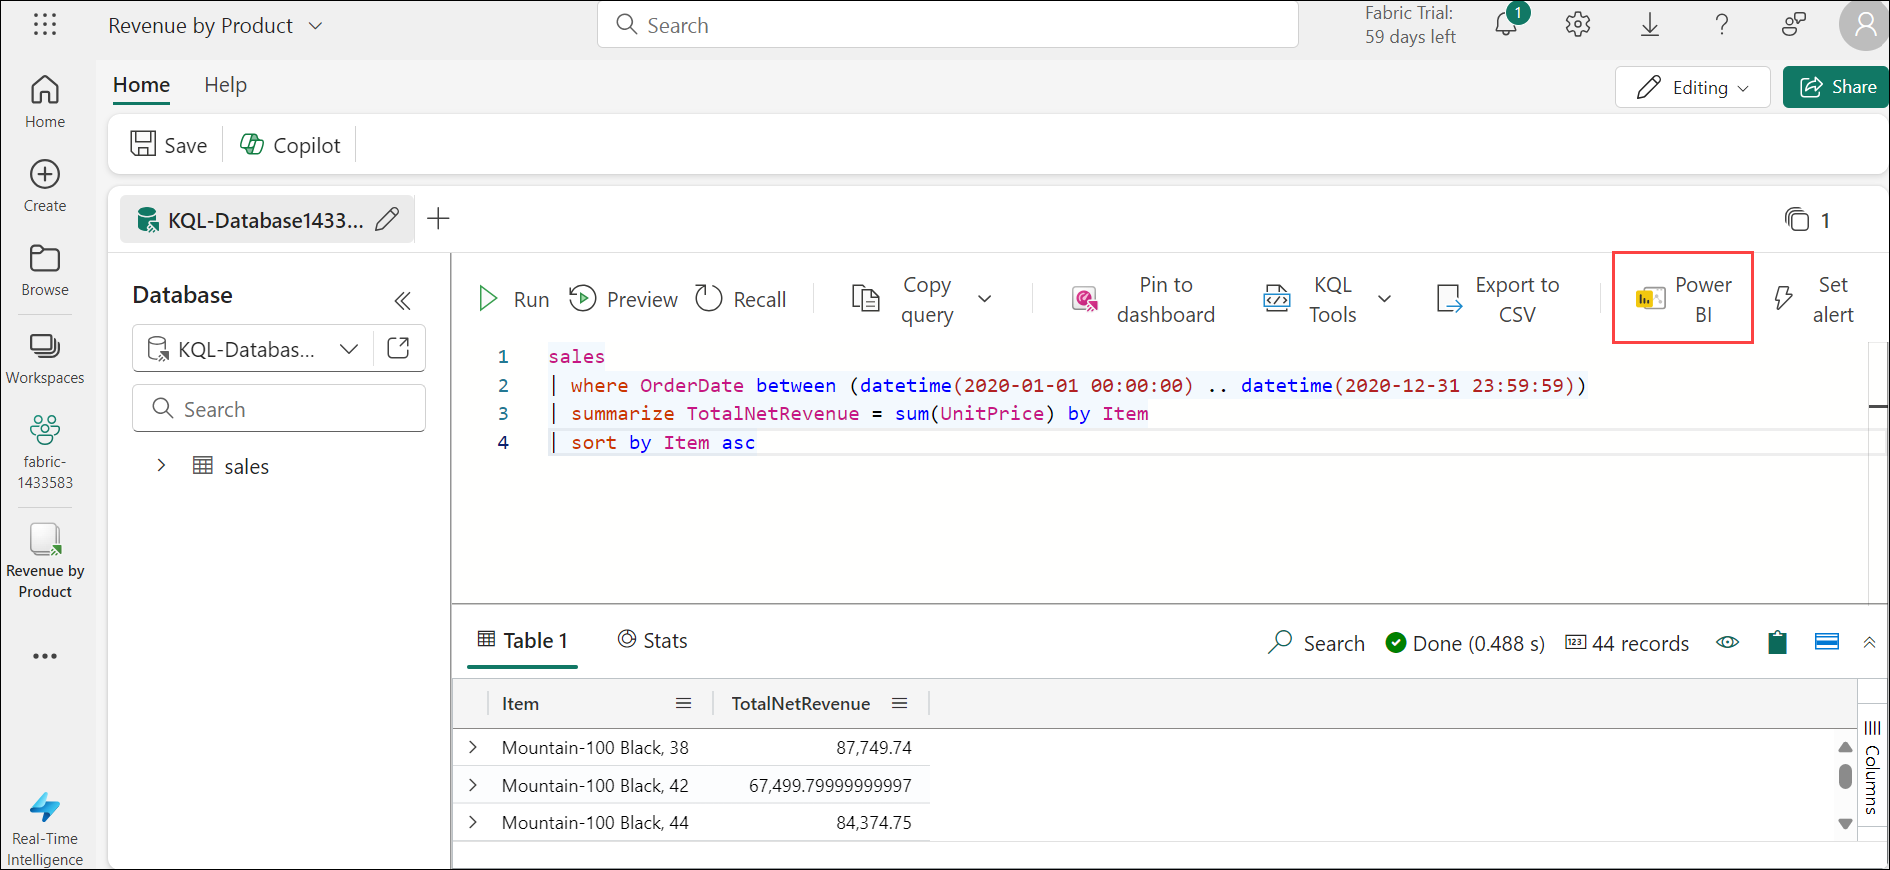 Revenue by Product
Search
Fabric Trial:
59 days left
1
Home
Help
Editing
Share
Save
Copilot
Home
Create
Browse
Workspaces
fabric-
1433583
Revenue by
Product
Real-Time
Intelligence
KQL-Database1433...
1
Database
KQL-Databas...
Search
sales
Run
Preview
Recall
Copy
query
Pin to
dashboard
KQL
Tools
Export to
CSV
Power
BI
Set
alert
1 sales
2 | where OrderDate between (datetime(2020-01-01 00:00:00) .. datetime(2020-12-31 23:59:59))
3 | summarize TotalNetRevenue = sum(UnitPrice) by Item
4 | sort by Item asc
Table 1
Stats
Search
Done (0.488 s)
123
44 records
Item
TotalNetRevenue
Mountain-100 Black, 38 87,749.74
Mountain-100 Black, 42 67,499.79999999997
Mountain-100 Black, 44 84,374.75
Columns